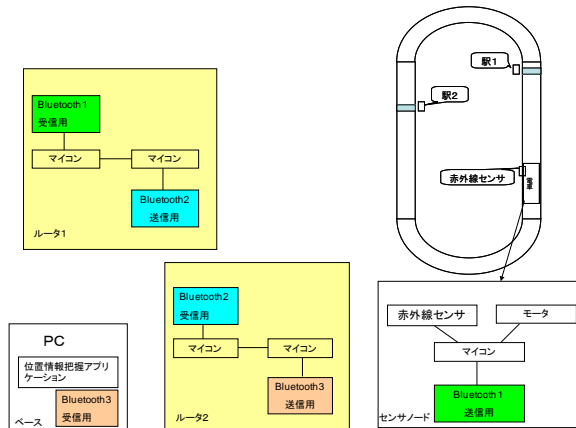 Bluetooth1
受信用
マイコン
マイコン
Bluetooth2
送信用
ルータ1
駅1
駅2
赤外線センサ
電車
Bluetooth2
受信用
マイコン
マイコン
Bluetooth3
送信用
ルータ2
PC
位置情報把握アプリ
ケーション
Bluetooth3
受信用
ベース
赤外線センサ
モータ
マイコン
Bluetooth1
送信用
センサノード